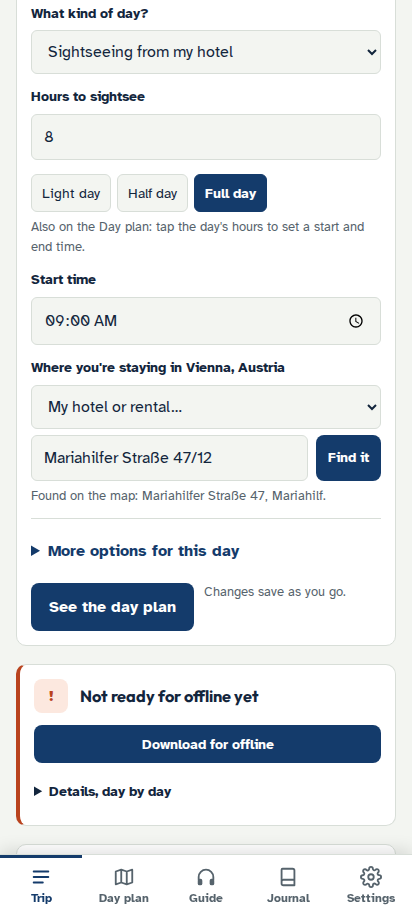 What kind of day?
Sightseeing from my hotel
Hours to sightsee
8
Light day
Half day
Full day
Also on the Day plan: tap the day's hours to set a start and
end time.
Start time
09:00 AM
Where you're staying in Vienna, Austria
My hotel or rental...
Mariahilfer Straße 47/12
Find it
Found on the map: Mariahilfer Straße 47, Mariahilf.
More options for this day
See the day plan
Changes save as you go.
!
Not ready for offline yet
Download for offline
Details, day by day
Trip
Day plan
Guide
Journal
Settings